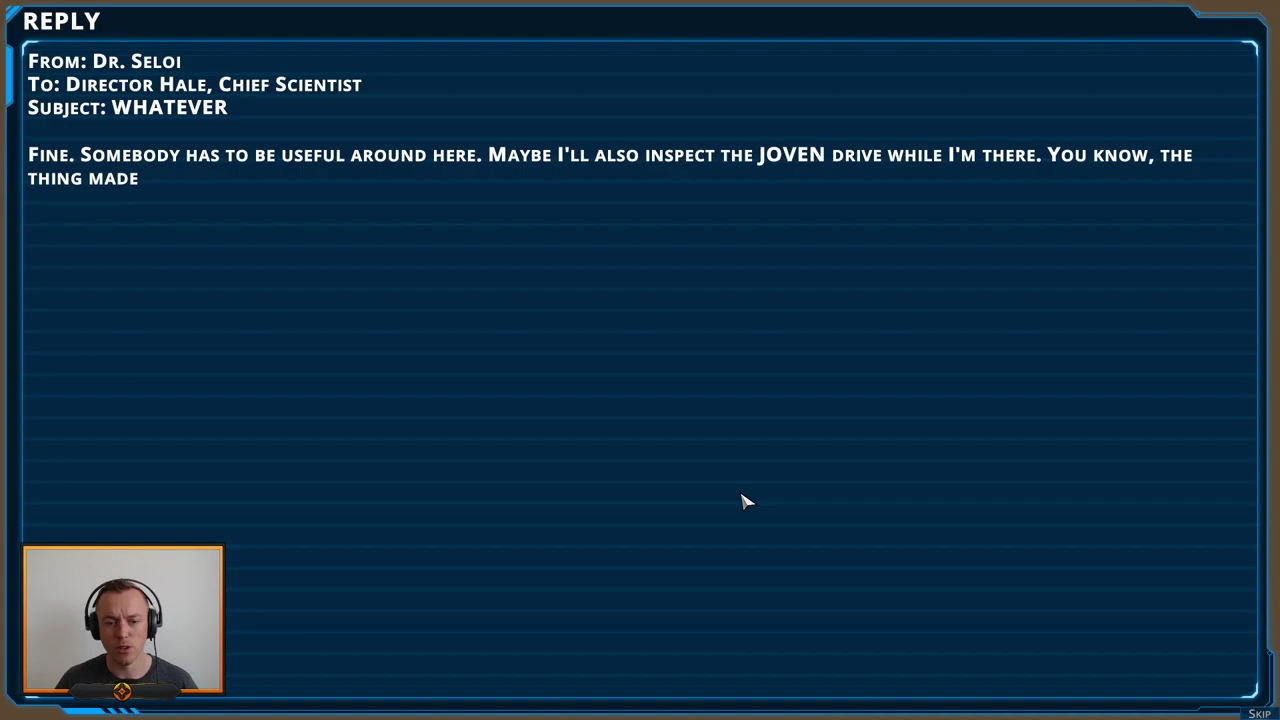 REPLY
From: Dr. Seloi
To: Director Hale, Chief Scientist
Subject: WHATEVER
Fine. Somebody has to be useful around here. Maybe I'll also inspect the JOVEN drive while I'm there. You know, the
thing made
Skip